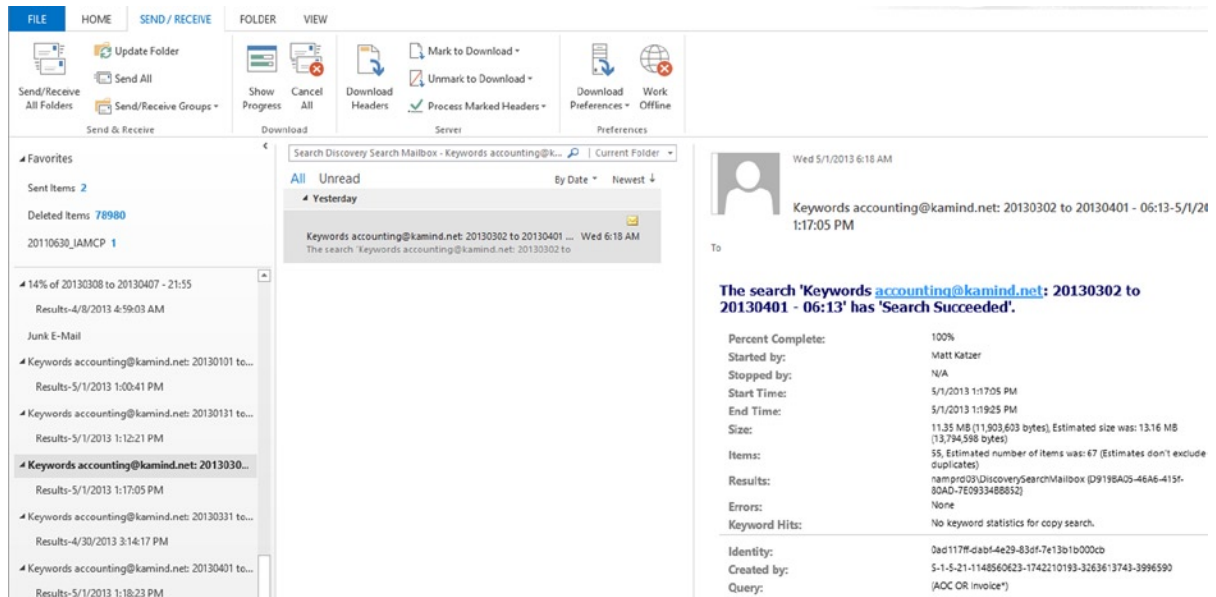 FILE HOME SEND / RECEIVE FOLDER VIEW
Send/Receive All Folders
Update Folder
Send All
Send/Receive Groups
Send & Receive
Show Progress
Cancel All
Download
Download Headers
Mark to Download
Unmark to Download
Process Marked Headers
Server
Download Preferences
Work Offline
Preferences
Favorites
Sent Items 2
Deleted Items 78980
20110630_IAMCP 1
14% of 20130308 to 20130407 - 21:55
Results-4/8/2013 4:59:03 AM
Junk E-Mail
Keywords accounting@kamind.net: 20130101 to...
Results-5/1/2013 1:00:41 PM
Keywords accounting@kamind.net: 20130131 to...
Results-5/1/2013 1:12:21 PM
Keywords accounting@kamind.net: 2013030...
Results-5/1/2013 1:17:05 PM
Keywords accounting@kamind.net: 20130331 to...
Results-4/30/2013 3:14:17 PM
Keywords accounting@kamind.net: 20130401 to...
Results-5/1/2013 1:18:23 PM
Search Discovery Search Mailbox - Keywords accounting@k... Current Folder
All Unread By Date Newest
Yesterday
Keywords accounting@kamind.net: 20130302 to 20130401 ... Wed 6:18 AM
The search 'Keywords accounting@kamind.net: 20130302 to
Wed 5/1/2013 6:18 AM
Keywords accounting@kamind.net: 20130302 to 20130401 - 06:13-5/1/20
1:17:05 PM
To
The search 'Keywords accounting@kamind.net: 20130302 to
20130401 - 06:13' has 'Search Succeeded'.
Percent Complete: 100%
Started by: Matt Katzer
Stopped by: N/A
Start Time: 5/1/2013 1:17:05 PM
End Time: 5/1/2013 1:19:25 PM
Size: 11.35 MB (11,903,603 bytes), Estimated size was: 13.16 MB
(13,794,598 bytes)
Items: 55, Estimated number of items was: 67 (Estimates don't exclude
duplicates)
Results: namprd03\DiscoverySearchMailbox {D919BA05-46A6-415f-
80AD-7E09334BB852}
Errors: None
Keyword Hits: No keyword statistics for copy search.
Identity: 0ad117ff-dabf-4e29-83df-7e13b1b000cb
Created by: S-1-5-21-1148560623-1742210193-3263613743-3996590
Query: (AOC OR Invoice*)